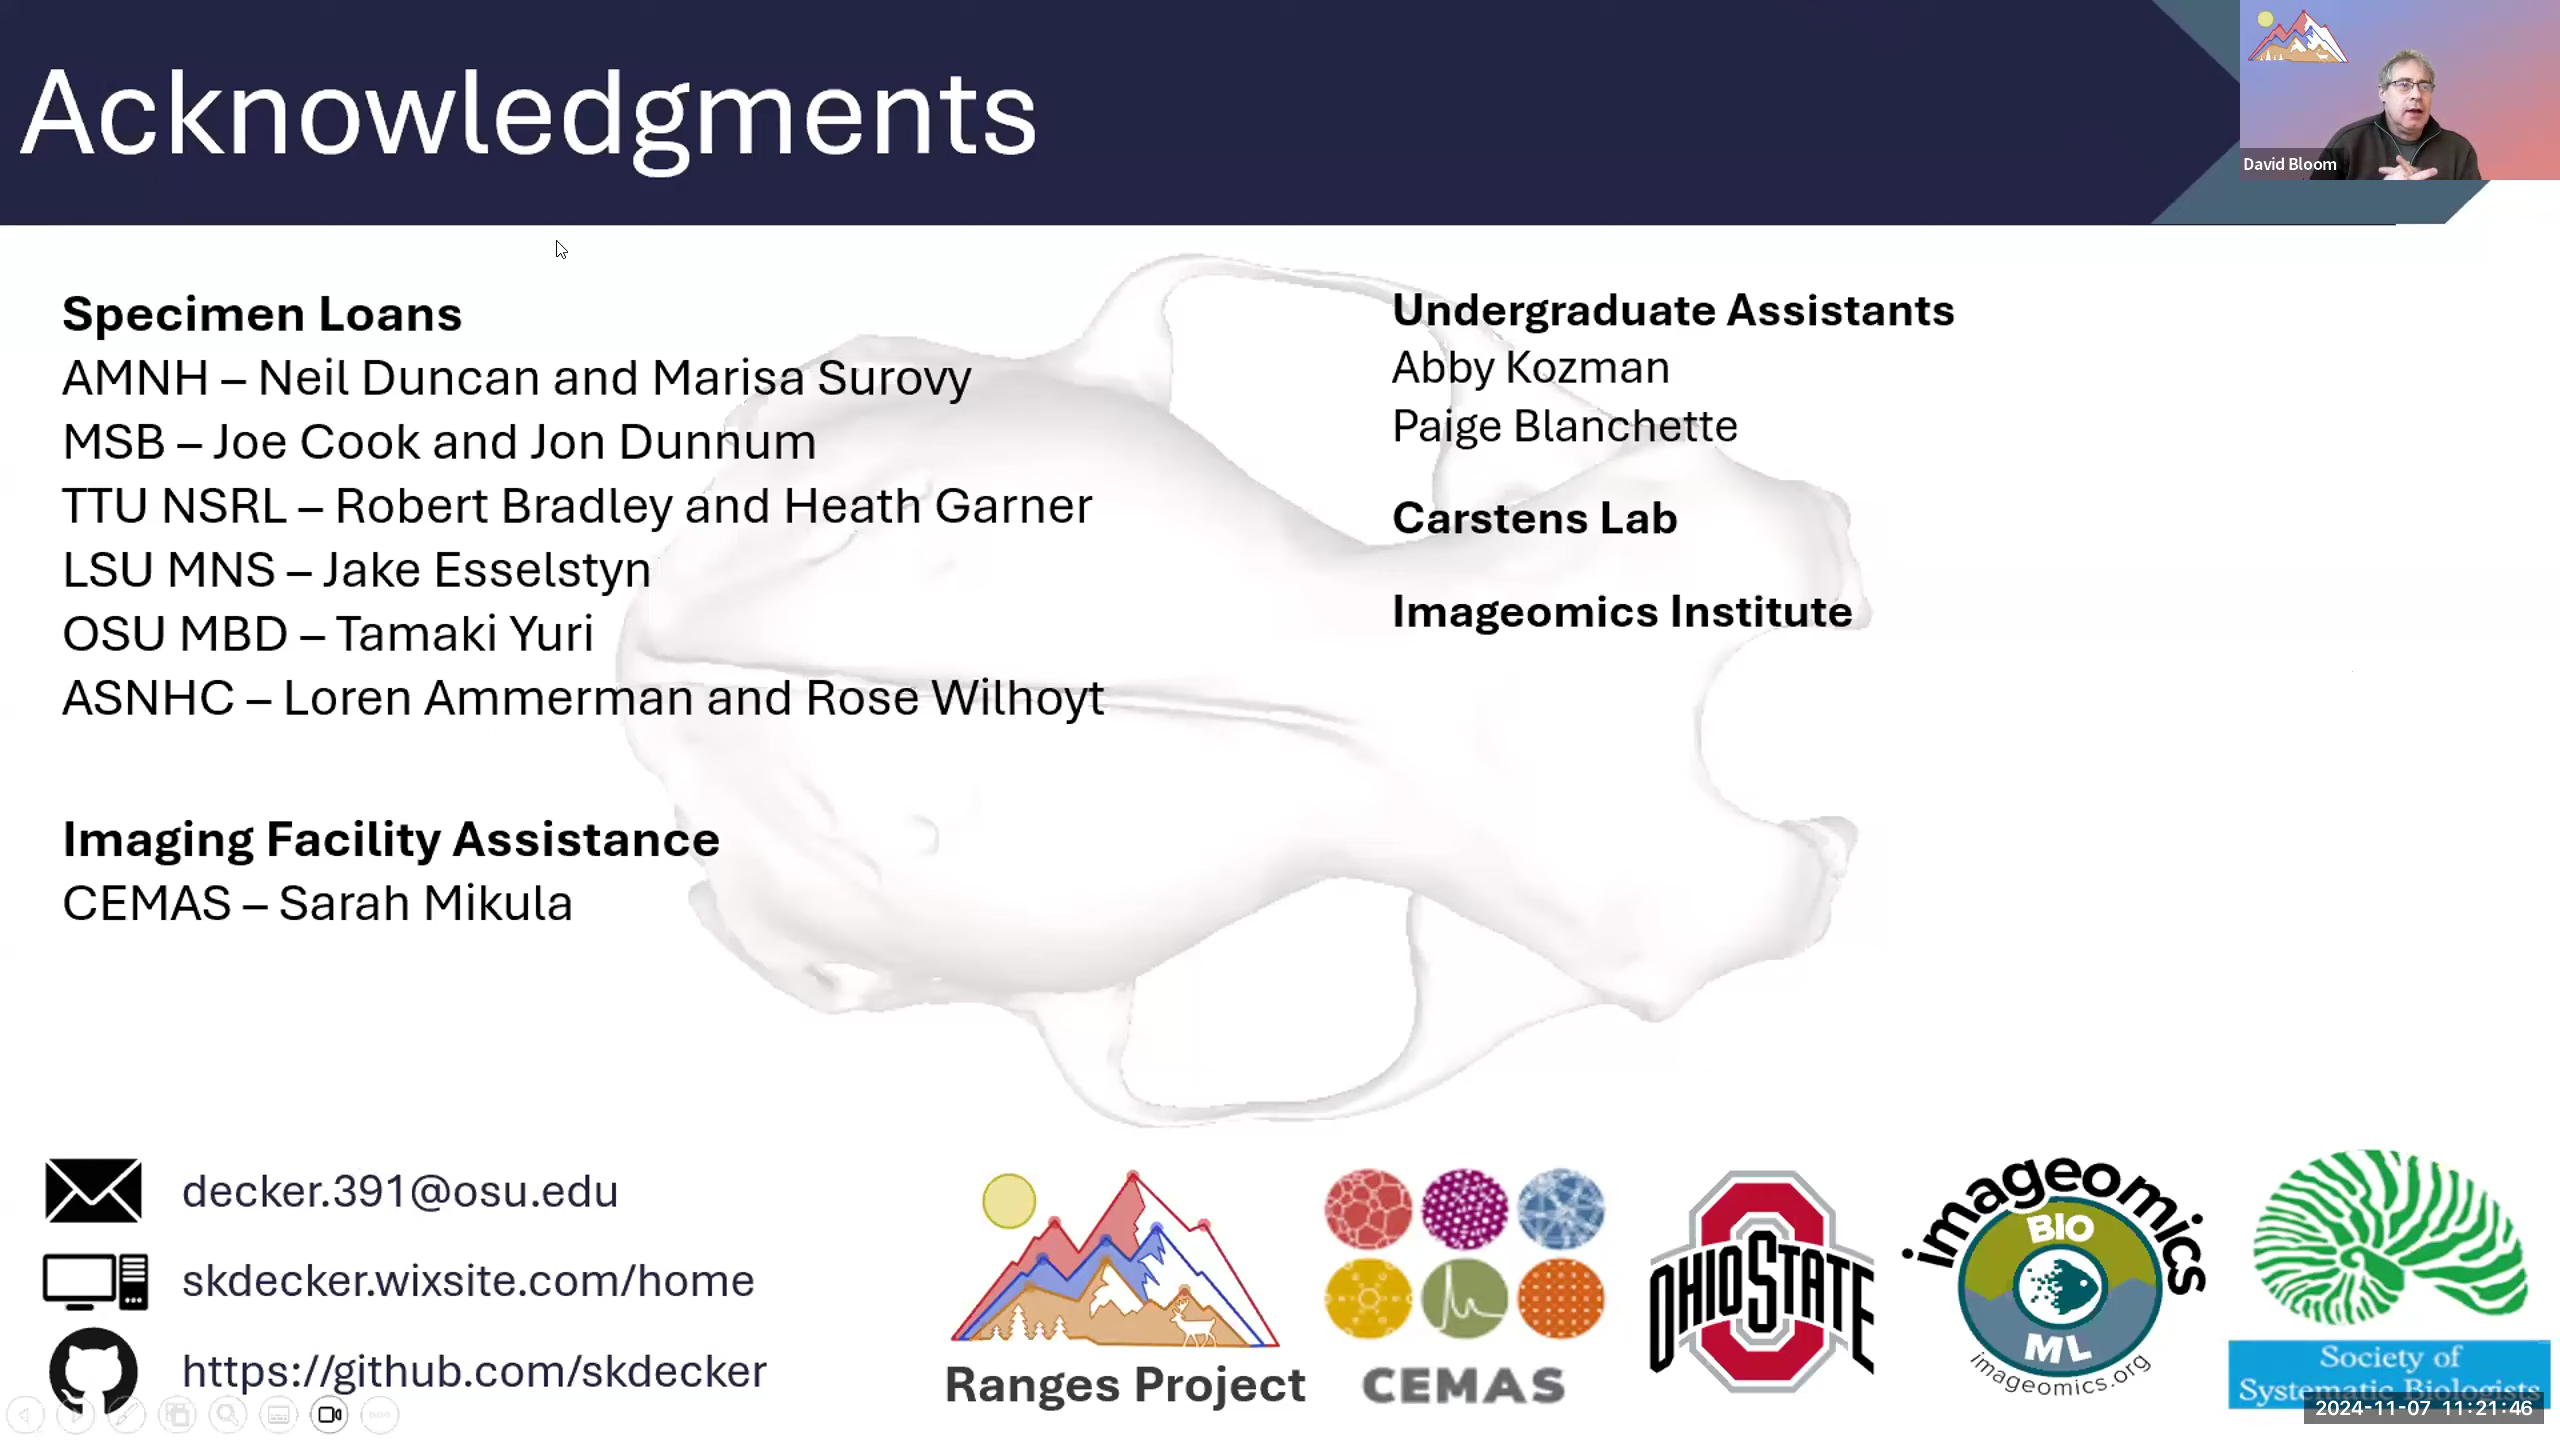 Acknowledgments
David Bloom
Specimen Loans
AMNH – Neil Duncan and Marisa Surovy
MSB – Joe Cook and Jon Dunnum
TTU NSRL – Robert Bradley and Heath Garner
LSU MNS – Jake Esselstyn
OSU MBD – Tamaki Yuri
ASNHC – Loren Ammerman and Rose Wilhoyt
Imaging Facility Assistance
CEMAS – Sarah Mikula
Undergraduate Assistants
Abby Kozman
Paige Blanchette
Carstens Lab
Imageomics Institute
decker.391@osu.edu
skdecker.wixsite.com/home
https://github.com/skdecker
Ranges Project
CEMAS
OHIO STATE
imageomics
BIO
ML
imageomics.org
Society of
Systematic Biologists
2024-11-07 11:21:46